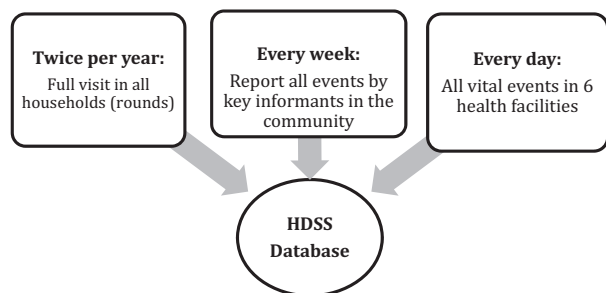 Twice per year:
Full visit in all
households (rounds)
Every week:
Report all events by
key informants in the
community
Every day:
All vital events in 6
health facilities
HDSS
Database